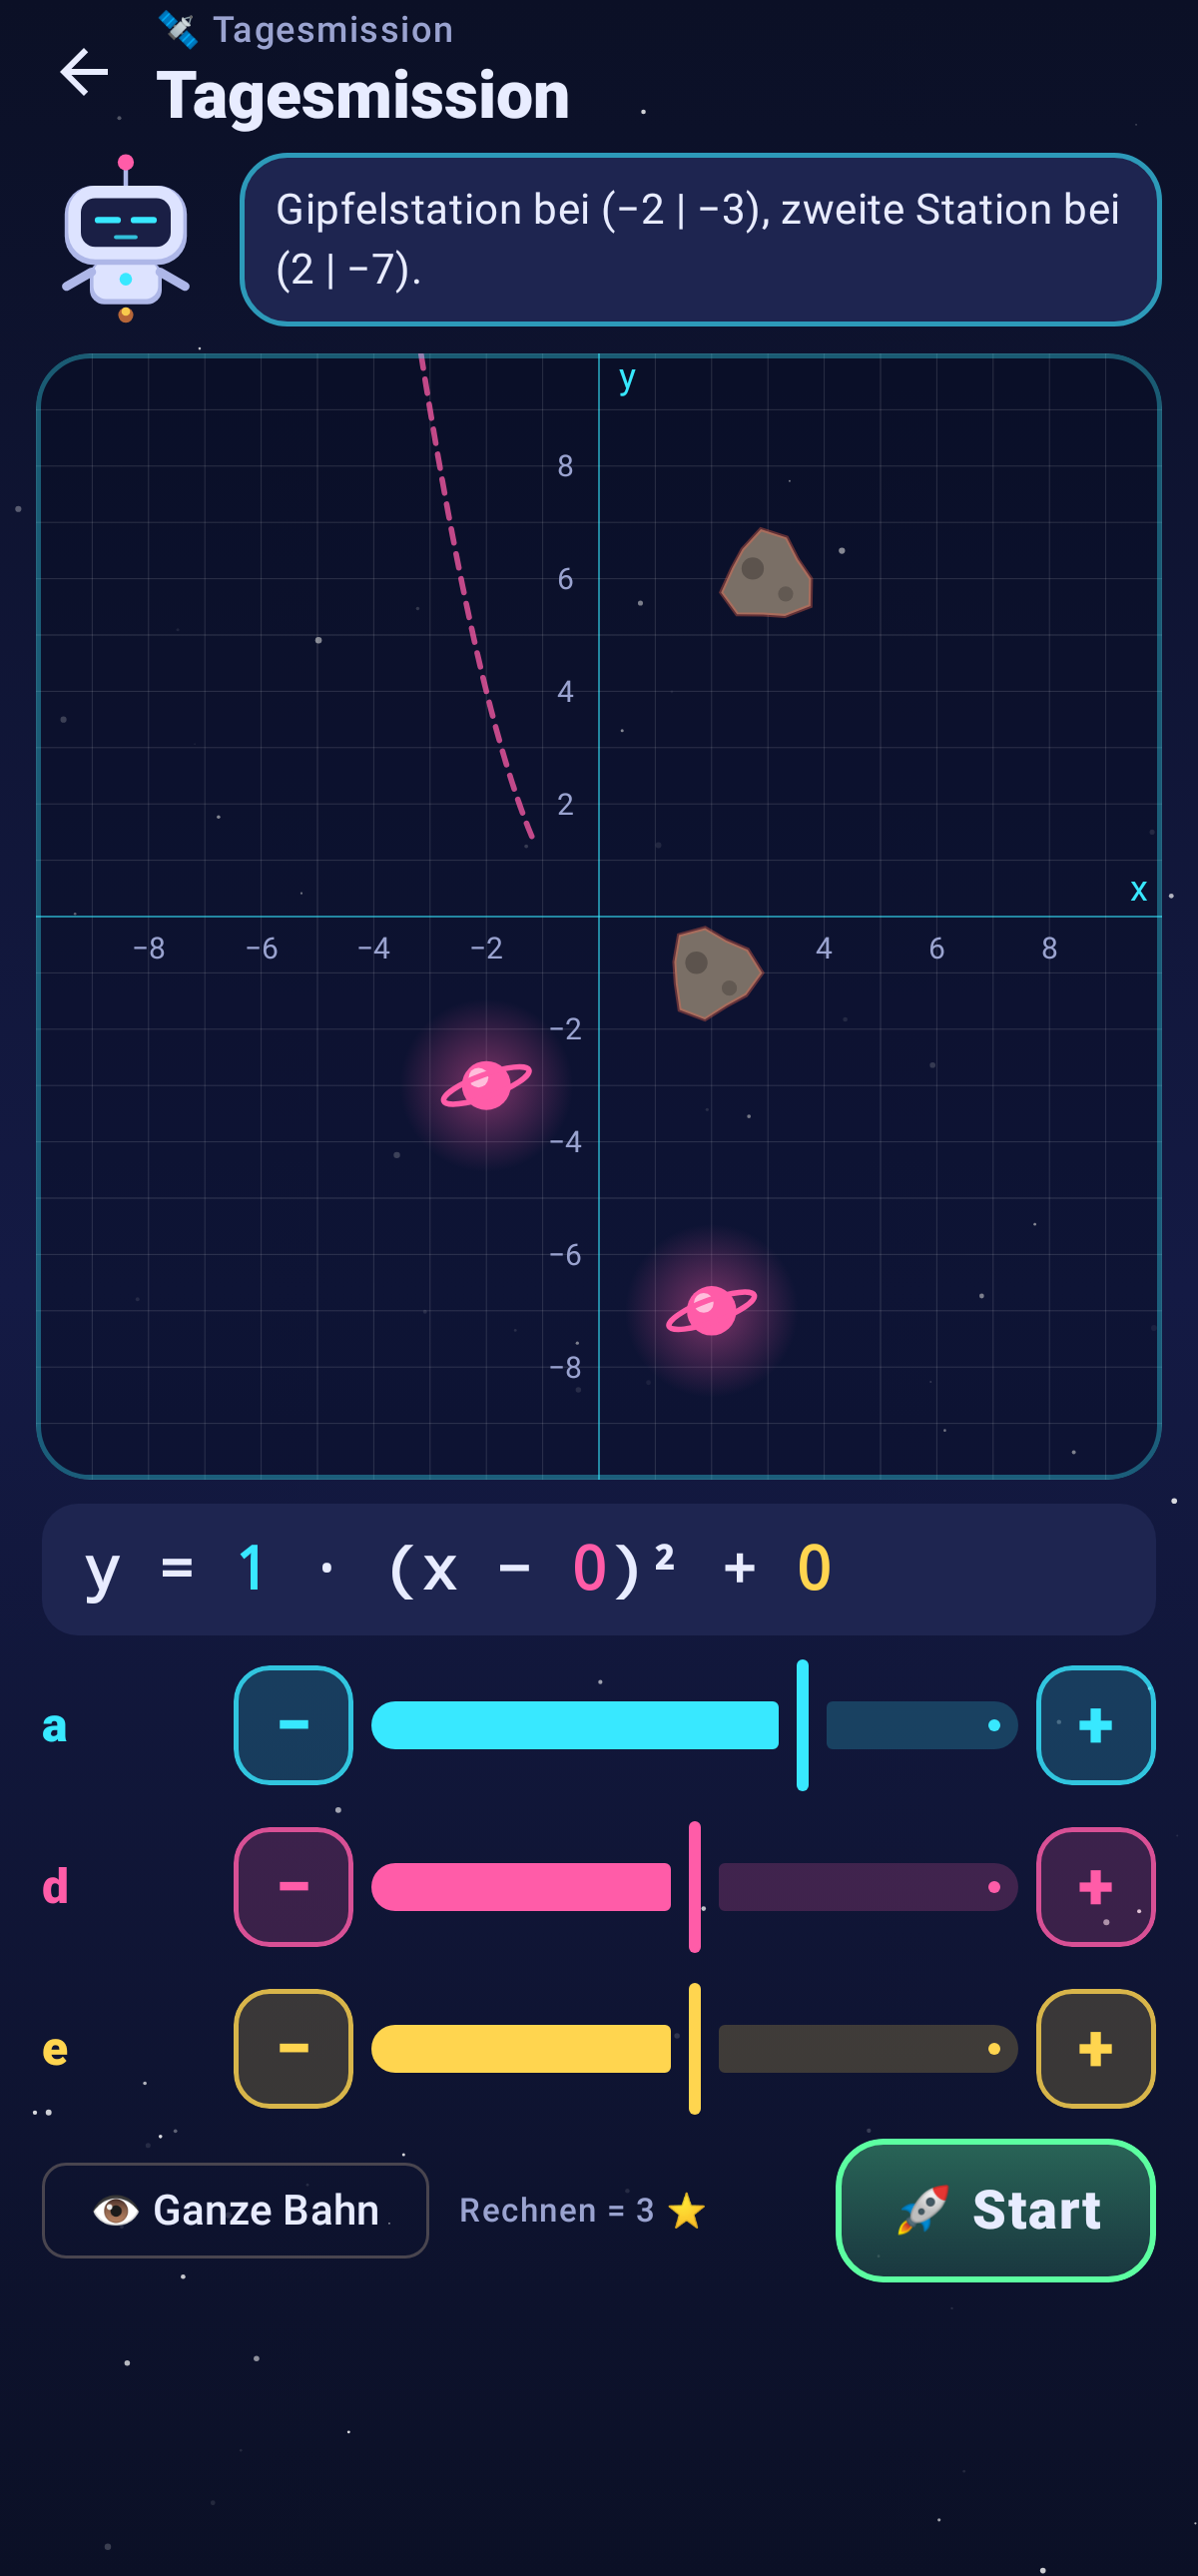 Tagesmission
Tagesmission
Gipfelstation bei (−2 | −3), zweite Station bei
(2 | −7).
y
8
6
4
2
x
−8 −6 −4 −2 4 6 8
−2
−4
−6
−8
y = 1 · (x − 0)² + 0
a − +
d − +
e − +
Ganze Bahn Rechnen = 3 ⭐ Start